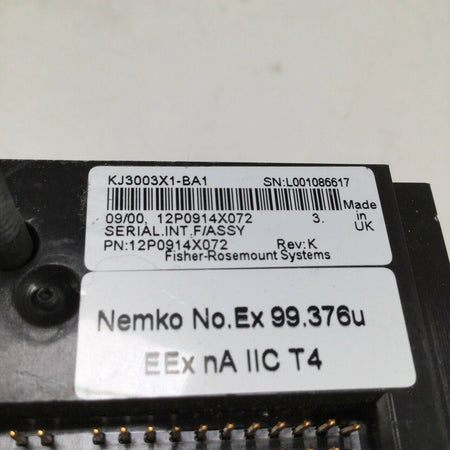 KJ3003X1-BA1 SN:L001086617
09/00, 12P0914X072 3. Made in UK
SERIAL.INT.F/ASSY
PN:12P0914X072 Rev:K
Fisher-Rosemount Systems
Nemko No.Ex 99.376u
EEx nA IIC T4